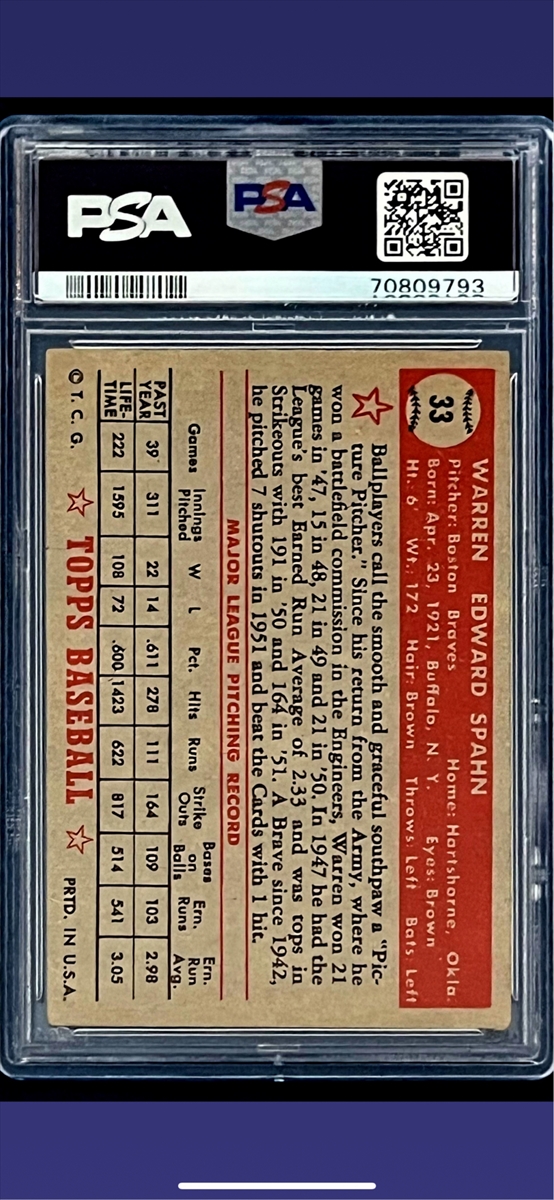 PSA
PSA
70809793
33
WARREN EDWARD SPAHN
Pitcher: Boston Braves Home: Hartshorne, Okla.
Born: Apr. 23, 1921, Buffalo, N. Y. Eyes: Brown
Ht.: 6' Wt.: 172 Hair: Brown Throws: Left Bats: Left
Ballplayers call the smooth and graceful southpaw a "Pic-
ture Pitcher." Since his return from the Army, where he
won a battlefield commission in the Engineers, Warren won 21
games in '47, 15 in 48, 21 in 49 and 21 in '50. In 1947 he had the
League's best Earned Run Average of 2.33 and was tops in
Strikeouts with 191 in '50 and 164 in '51. A Brave since 1942,
he pitched 7 shutouts in 1951 and beat the Cards with 1 hit.
MAJOR LEAGUE PITCHING RECORD
Games Innings Pitched W L Pct. Hits Runs Strike Outs Bases on Balls Ern. Runs Ern. Run Avg.
PAST YEAR 39 311 22 14 .611 278 111 164 109 103 2.98
LIFE-TIME 222 1595 108 72 .600 1423 622 817 514 541 3.05
© T. C. G. TOPPS BASEBALL PRTD. IN U.S.A.